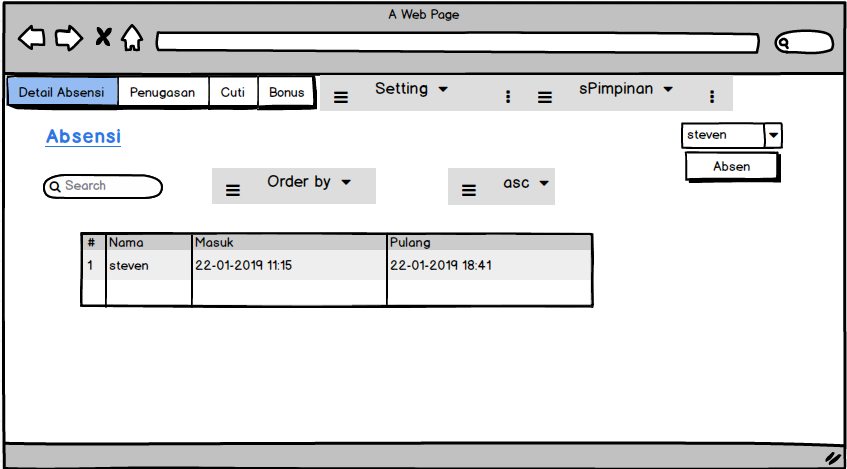 A Web Page
Detail Absensi Penugasan Cuti Bonus Setting sPimpinan
Absensi
steven
Absen
Search Order by asc
# Nama Masuk Pulang
1 steven 22-01-2019 11:15 22-01-2019 18:41